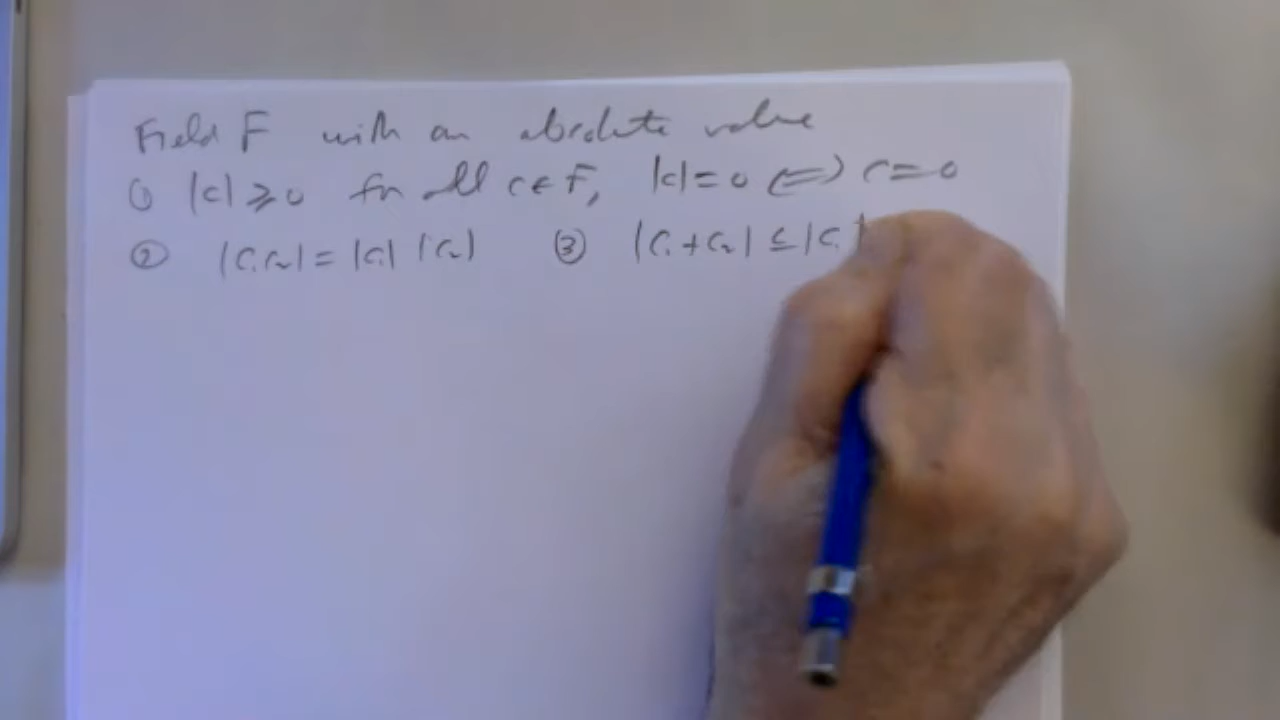 Field F with an absolute value
① |c| ⩾ 0 for all c ∈ F, |c| = 0 ⟺ c = 0
② |c₁c₂| = |c₁| |c₂| ③ |c₁ + c₂| ≤ |c₁|